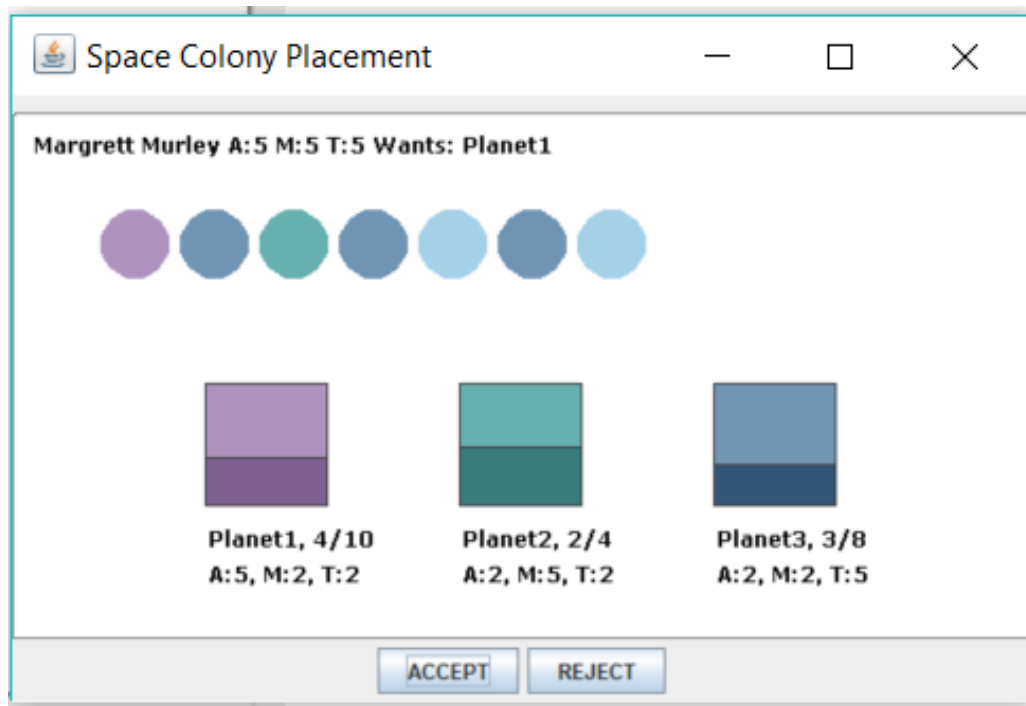 Space Colony Placement
Margrett Murley A:5 M:5 T:5 Wants: Planet1
Planet1, 4/10
A:5, M:2, T:2
Planet2, 2/4
A:2, M:5, T:2
Planet3, 3/8
A:2, M:2, T:5
ACCEPT
REJECT